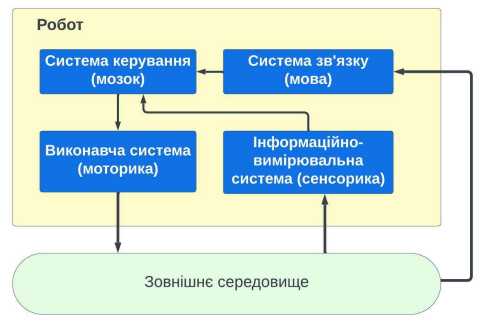 Робот
Система керування
(мозок)
Система зв'язку
(мова)
Виконавча система
(моторика)
Інформаційно-
вимірювальна
система (сенсорика)
Зовнішнє середовище